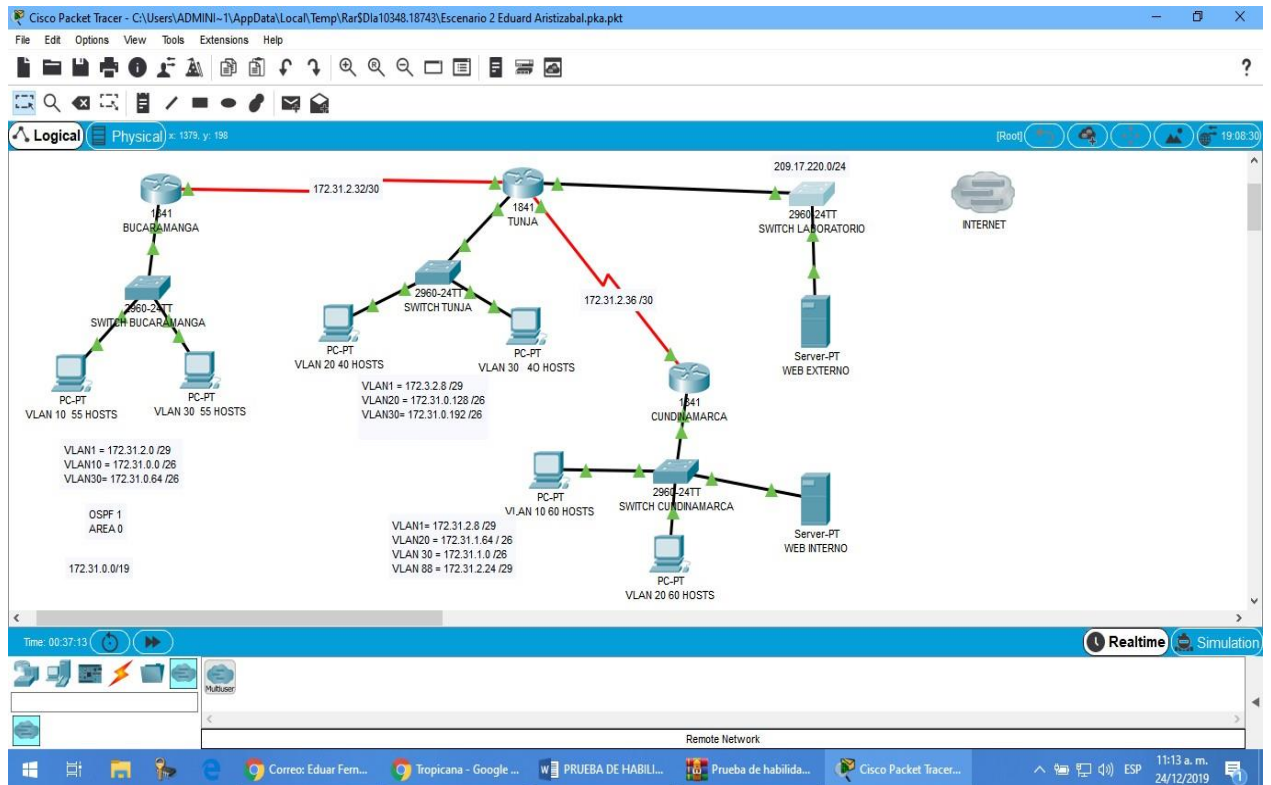 Cisco Packet Tracer - C:\Users\ADMINI~1\AppData\Local\Temp\Rar$DIa10348.18743\Escenario 2 Eduard Aristizabal.pka.pkt
File Edit Options View Tools Extensions Help
Logical Physical x: 1379, y: 198 [Root] 19:08:30
209.17.220.0/24
172.31.2.32/30
1841
BUCARAMANGA
1841
TUNJA
2960-24TT
SWITCH LABORATORIO
INTERNET
2960-24TT
SWITCH BUCARAMANGA
2960-24TT
SWITCH TUNJA
172.31.2.36 /30
PC-PT
VLAN 20 40 HOSTS
PC-PT
VLAN 30 4O HOSTS
Server-PT
WEB EXTERNO
PC-PT
VLAN 10 55 HOSTS
PC-PT
VLAN 30 55 HOSTS
VLAN1 = 172.3.2.8 /29
VLAN20 = 172.31.0.128 /26
VLAN30= 172.31.0.192 /26
1841
CUNDINAMARCA
VLAN1 = 172.31.2.0 /29
VLAN10 = 172.31.0.0 /26
VLAN30= 172.31.0.64 /26
PC-PT
VLAN 10 60 HOSTS
2960-24TT
SWITCH CUNDINAMARCA
OSPF 1
AREA 0
VLAN1= 172.31.2.8 /29
VLAN20 = 172.31.1.64 / 26
VLAN 30 = 172.31.1.0 /26
VLAN 88 = 172.31.2.24 /29
Server-PT
WEB INTERNO
172.31.0.0/19
PC-PT
VLAN 20 60 HOSTS
Time: 00:37:13 Realtime Simulation
Multiuser
Remote Network
Correo: Eduar Fern... Tropicana - Google ... PRUEBA DE HABILI... Prueba de habilida... Cisco Packet Tracer... ESP 11:13 a. m.
24/12/2019